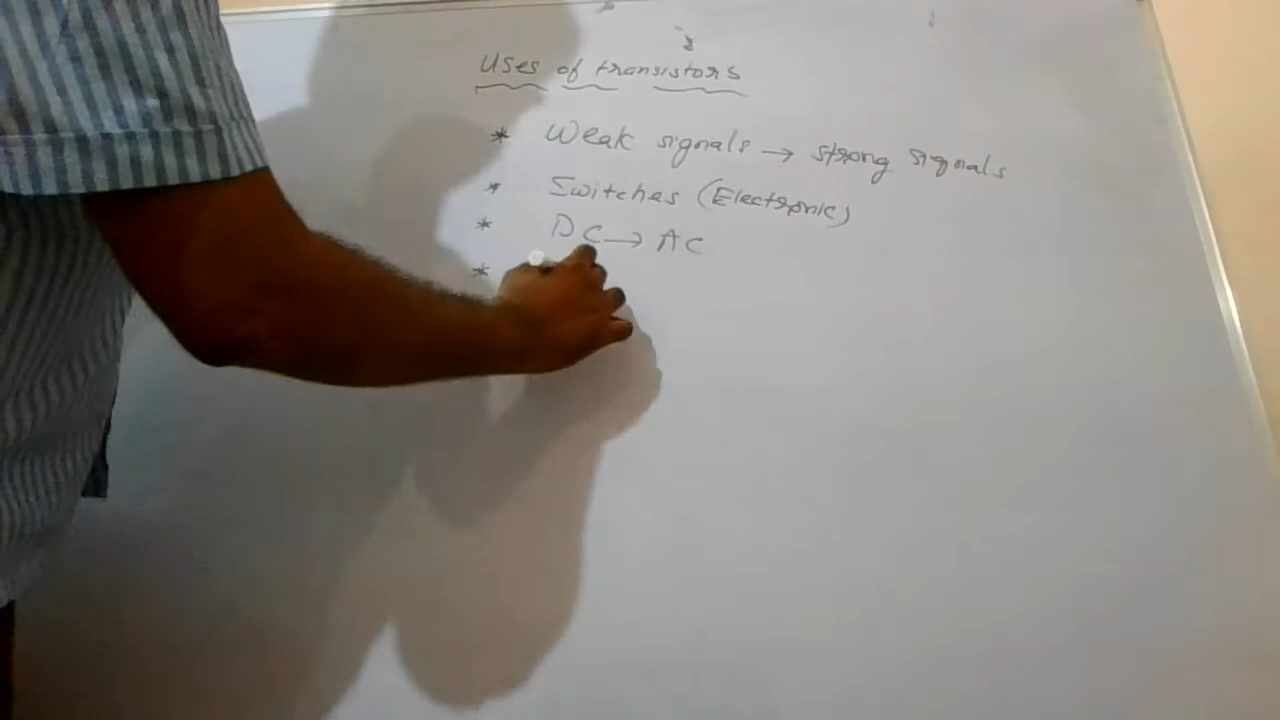 Uses of transistors
* Weak signals → strong signals
* Switches (Electronic)
* DC → AC
*